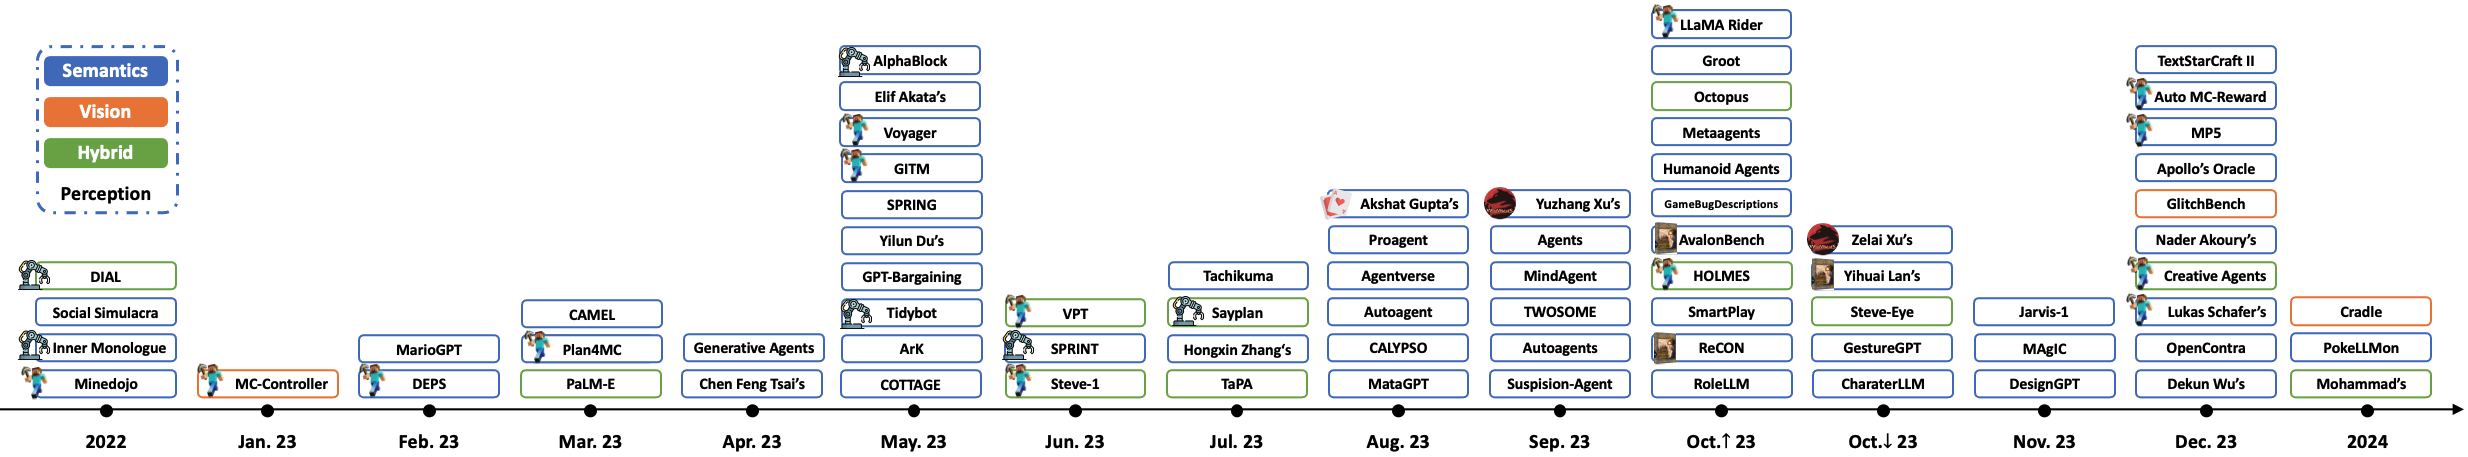 Semantics
Vision
Hybrid
Perception
DIAL
Social Simulacra
Inner Monologue
Minedojo
2022
MC-Controller
Jan. 23
MarioGPT
DEPS
Feb. 23
CAMEL
Plan4MC
PaLM-E
Mar. 23
Generative Agents
Chen Feng Tsai's
Apr. 23
AlphaBlock
Elif Akata's
Voyager
GITM
SPRING
Yilun Du's
GPT-Bargaining
Tidybot
ArK
COTTAGE
May. 23
VPT
SPRINT
Steve-1
Jun. 23
Tachikuma
Sayplan
Hongxin Zhang's
TaPA
Jul. 23
Akshat Gupta's
Proagent
Agentverse
Autoagent
CALYPSO
MataGPT
Aug. 23
Yuzhang Xu's
Agents
MindAgent
TWOSOME
Autoagents
Suspision-Agent
Sep. 23
LLaMA Rider
Groot
Octopus
Metaagents
Humanoid Agents
GameBugDescriptions
AvalonBench
HOLMES
SmartPlay
ReCON
RoleLLM
Oct.↑ 23
Zelai Xu's
Yihuai Lan's
Steve-Eye
GestureGPT
CharaterLLM
Oct.↓ 23
Jarvis-1
MAgIC
DesignGPT
Nov. 23
TextStarCraft II
Auto MC-Reward
MP5
Apollo's Oracle
GlitchBench
Nader Akoury's
Creative Agents
Lukas Schafer's
OpenContra
Dekun Wu's
Dec. 23
Cradle
PokeLLMon
Mohammad's
2024